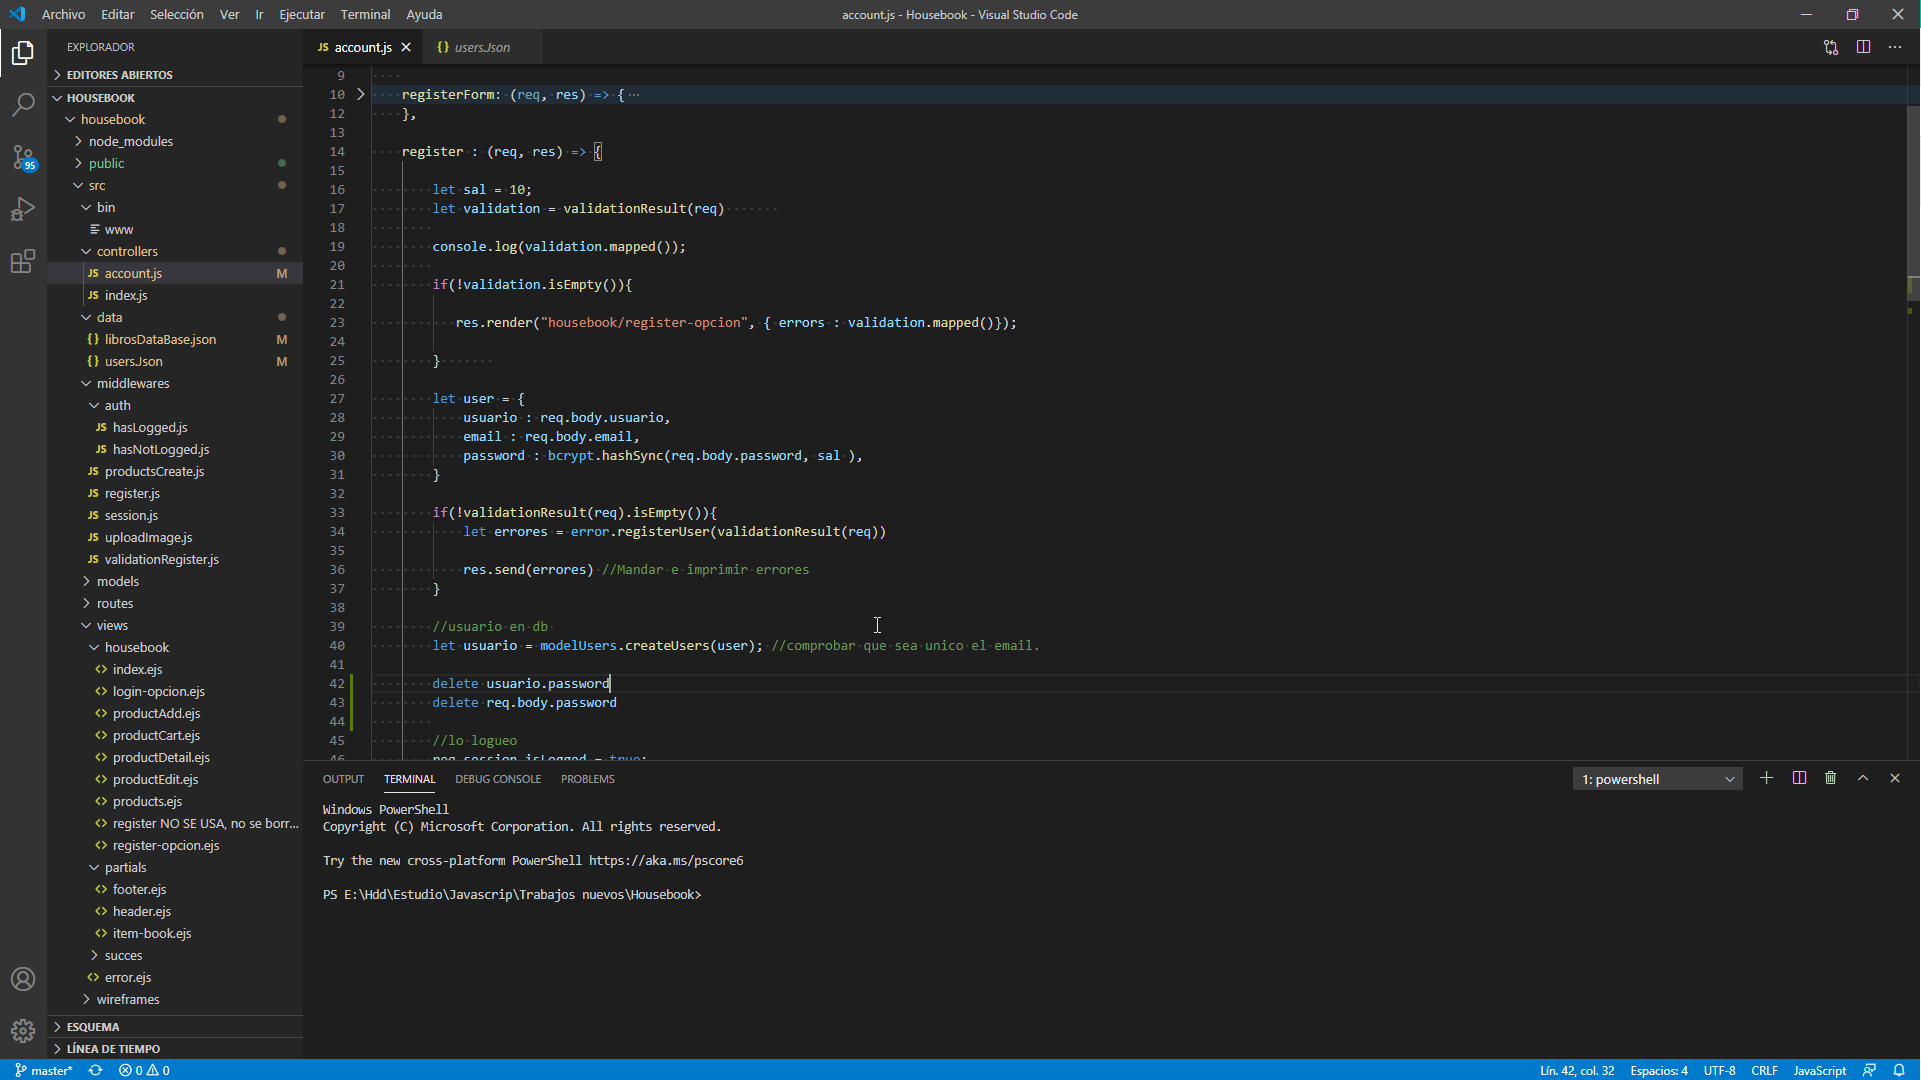 Archivo Editar Selección Ver Ir Ejecutar Terminal Ayuda
account.js - Housebook - Visual Studio Code
EXPLORADOR
EDITORES ABIERTOS
HOUSEBOOK
housebook
node_modules
public
src
bin
www
controllers
JS account.js M
JS index.js
data
{} librosDataBase.json M
{} users.Json M
middlewares
auth
JS hasLogged.js
JS hasNotLogged.js
JS productsCreate.js
JS register.js
JS session.js
JS uploadImage.js
JS validationRegister.js
models
routes
views
housebook
<> index.ejs
<> login-opcion.ejs
<> productAdd.ejs
<> productCart.ejs
<> productDetail.ejs
<> productEdit.ejs
<> products.ejs
<> register NO SE USA, no se borr...
<> register-opcion.ejs
partials
<> footer.ejs
<> header.ejs
<> item-book.ejs
succes
<> error.ejs
wireframes
ESQUEMA
LÍNEA DE TIEMPO
95
JS account.js
{} users.Json
9
10 registerForm: (req, res) => { ...
12 },
13
14 register : (req, res) => {
15
16 let sal = 10;
17 let validation = validationResult(req)
18
19 console.log(validation.mapped());
20
21 if(!validation.isEmpty()){
22
23 res.render("housebook/register-opcion", { errors : validation.mapped()});
24
25 }
26
27 let user = {
28 usuario : req.body.usuario,
29 email : req.body.email,
30 password : bcrypt.hashSync(req.body.password, sal ),
31 }
32
33 if(!validationResult(req).isEmpty()){
34 let errores = error.registerUser(validationResult(req))
35
36 res.send(errores) //Mandar e imprimir errores
37 }
38
39 //usuario en db
40 let usuario = modelUsers.createUsers(user); //comprobar que sea unico el email.
41
42 delete usuario.password
43 delete req.body.password
44
45 //lo logueo
46 req.session.isLogged = true;
OUTPUT TERMINAL DEBUG CONSOLE PROBLEMS
1: powershell
Windows PowerShell
Copyright (C) Microsoft Corporation. All rights reserved.
Try the new cross-platform PowerShell https://aka.ms/pscore6
PS E:\Hdd\Estudio\Javascrip\Trabajos nuevos\Housebook>
master* 0 0
Lín. 42, col. 32 Espacios: 4 UTF-8 CRLF JavaScript